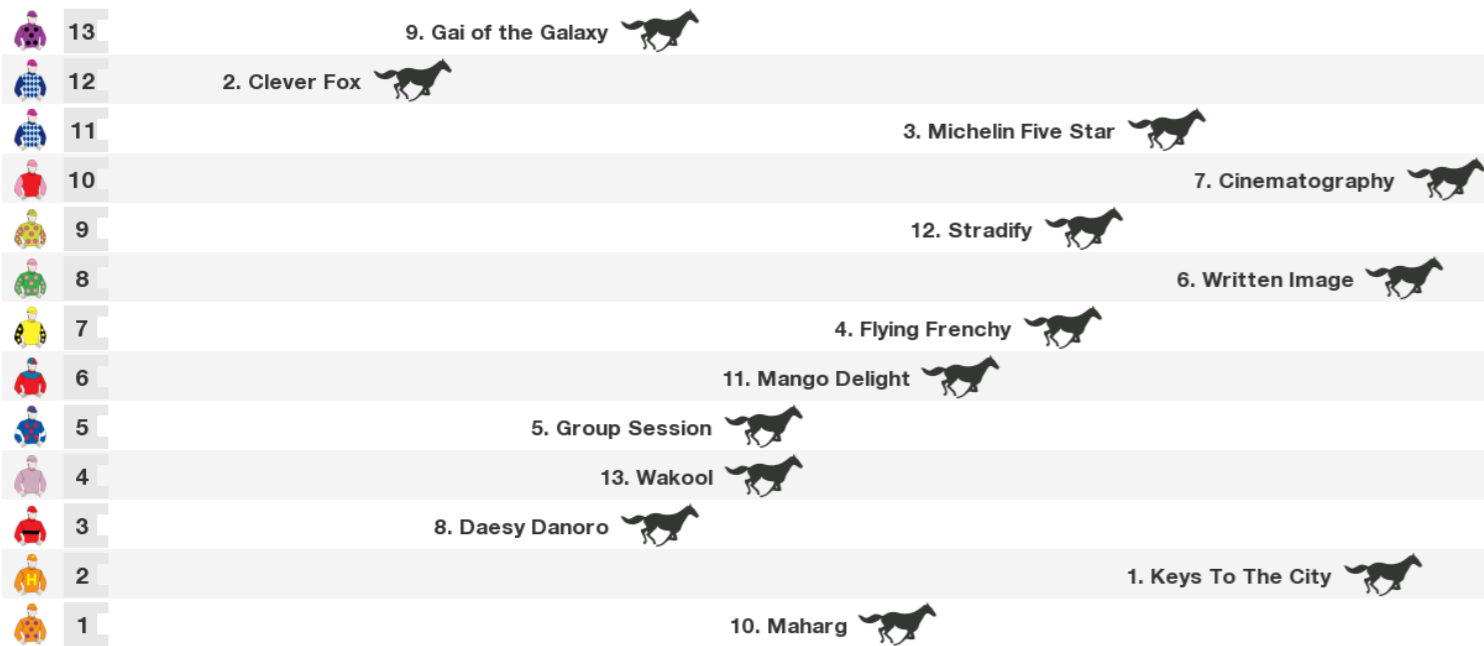 13 9. Gai of the Galaxy
12 2. Clever Fox
11 3. Michelin Five Star
10 7. Cinematography
9 12. Stradify
8 6. Written Image
7 4. Flying Frenchy
6 11. Mango Delight
5 5. Group Session
4 13. Wakool
3 8. Daesy Danoro
2 1. Keys To The City
H
1 10. Maharg